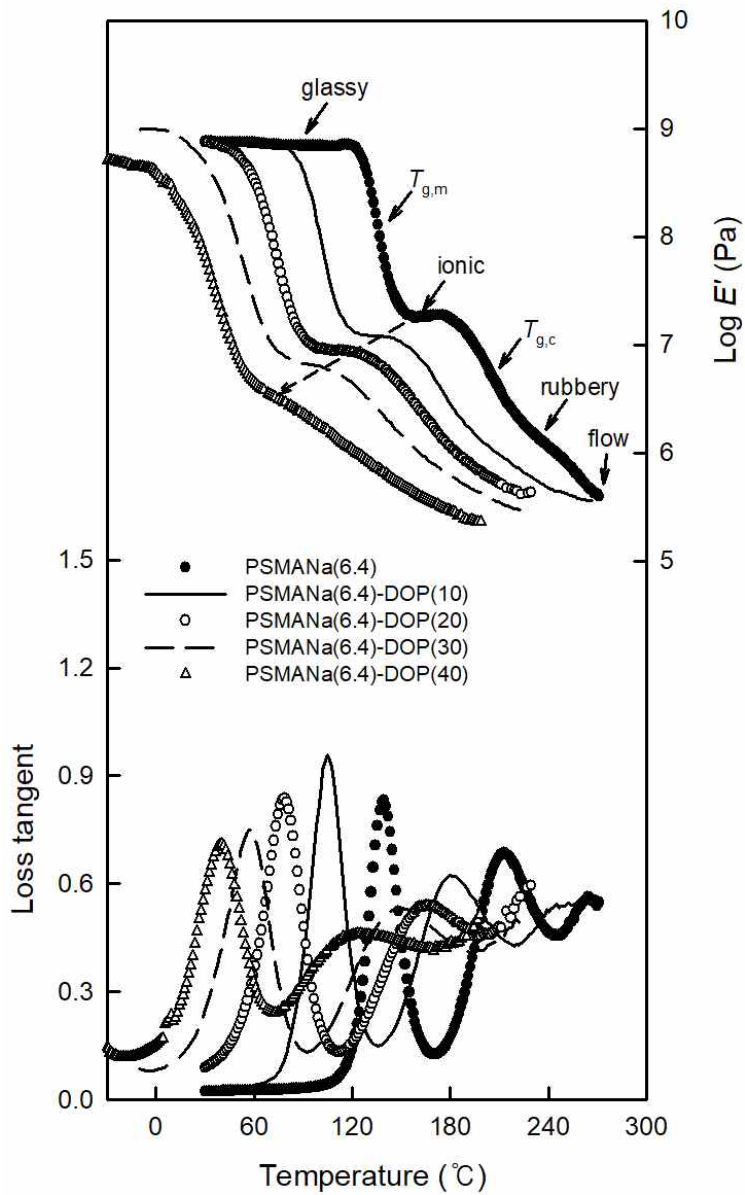 10
glassy
9
Tg,m
8
ionic
Log E′ (Pa)
7
Tg,c
rubbery
6
flow
1.5
5
PSMANa(6.4)
PSMANa(6.4)-DOP(10)
1.2
PSMANa(6.4)-DOP(20)
PSMANa(6.4)-DOP(30)
PSMANa(6.4)-DOP(40)
0.9
Loss tangent
0.6
0.3
0.0
0 60 120 180 240 300
Temperature (℃)